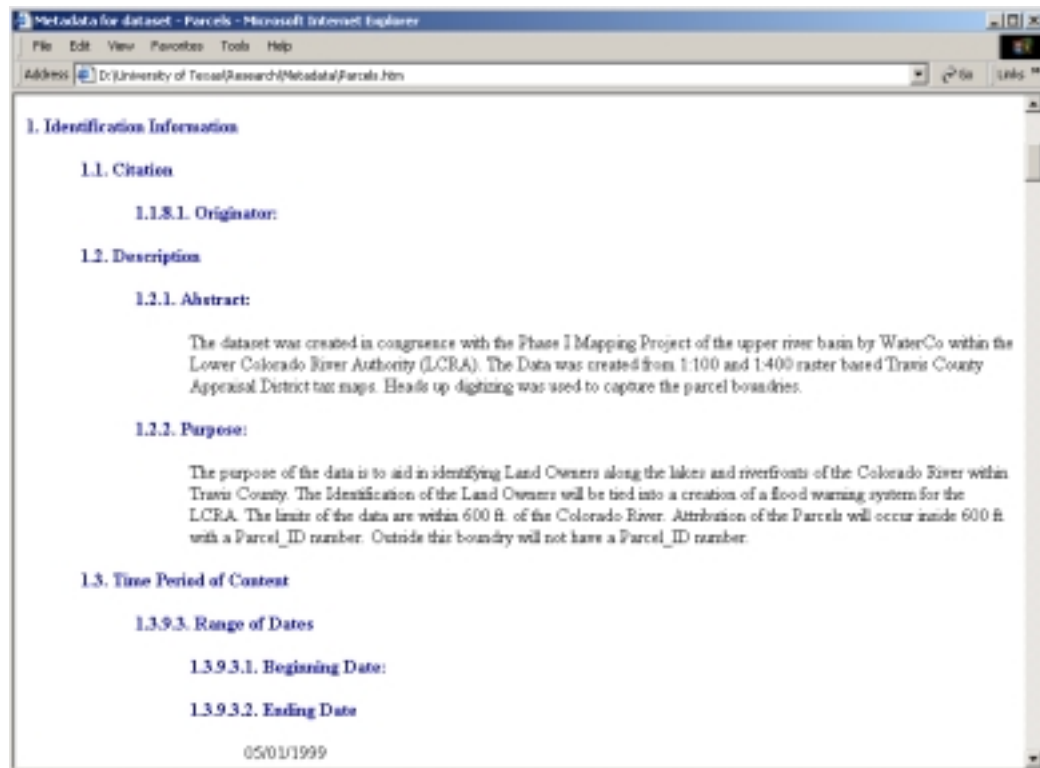 Metadata for dataset - Parcels - Microsoft Internet Explorer
File Edit View Favorites Tools Help
Address D:\University of Texas\Research\Metadata\Parcels.htm Go Links »
1. Identification Information
1.1. Citation
1.1.8.1. Originator:
1.2. Description
1.2.1. Abstract:
The dataset was created in congruence with the Phase I Mapping Project of the upper river basin by WaterCo within the
Lower Colorado River Authority (LCRA). The Data was created from 1:100 and 1:400 raster based Travis County
Appraisal District tax maps. Heads up digitizing was used to capture the parcel boundries.
1.2.2. Purpose:
The purpose of the data is to aid in identifying Land Owners along the lakes and riverfronts of the Colorado River within
Travis County. The Identification of the Land Owners will be tied into a creation of a flood warning system for the
LCRA. The limits of the data are within 600 ft. of the Colorado River. Attribution of the Parcels will occur inside 600 ft.
with a Parcel_ID number. Outside this boundry will not have a Parcel_ID number.
1.3. Time Period of Content
1.3.9.3. Range of Dates
1.3.9.3.1. Beginning Date:
1.3.9.3.2. Ending Date
05/01/1999